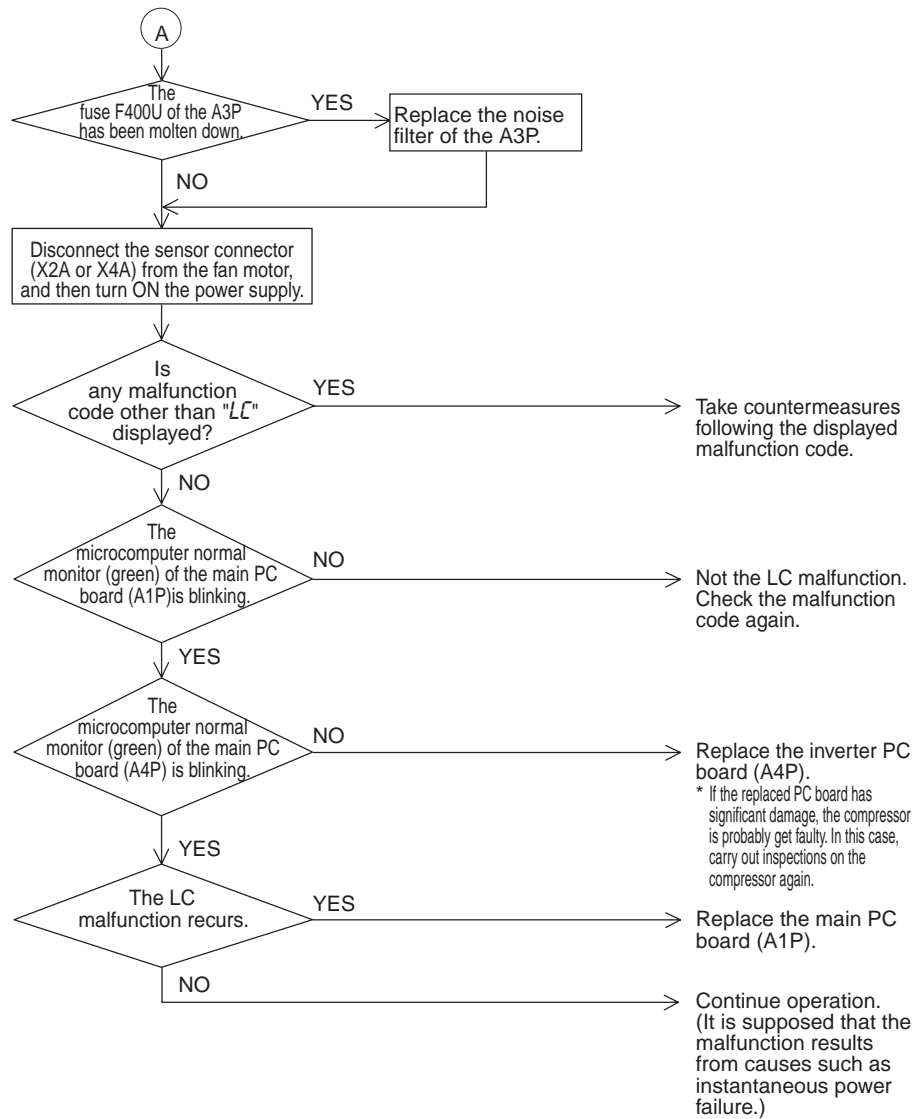 A
The
fuse F400U of the A3P
has been molten down.
YES
Replace the noise
filter of the A3P.
NO
Disconnect the sensor connector
(X2A or X4A) from the fan motor,
and then turn ON the power supply.
Is
any malfunction
code other than "LC"
displayed?
YES
Take countermeasures
following the displayed
malfunction code.
NO
The
microcomputer normal
monitor (green) of the main PC
board (A1P)is blinking.
NO
Not the LC malfunction.
Check the malfunction
code again.
YES
The
microcomputer normal
monitor (green) of the main PC
board (A4P) is blinking.
NO
Replace the inverter PC
board (A4P).
* If the replaced PC board has
significant damage, the compressor
is probably get faulty. In this case,
carry out inspections on the
compressor again.
YES
The LC
malfunction recurs.
YES
Replace the main PC
board (A1P).
NO
Continue operation.
(It is supposed that the
malfunction results
from causes such as
instantaneous power
failure.)